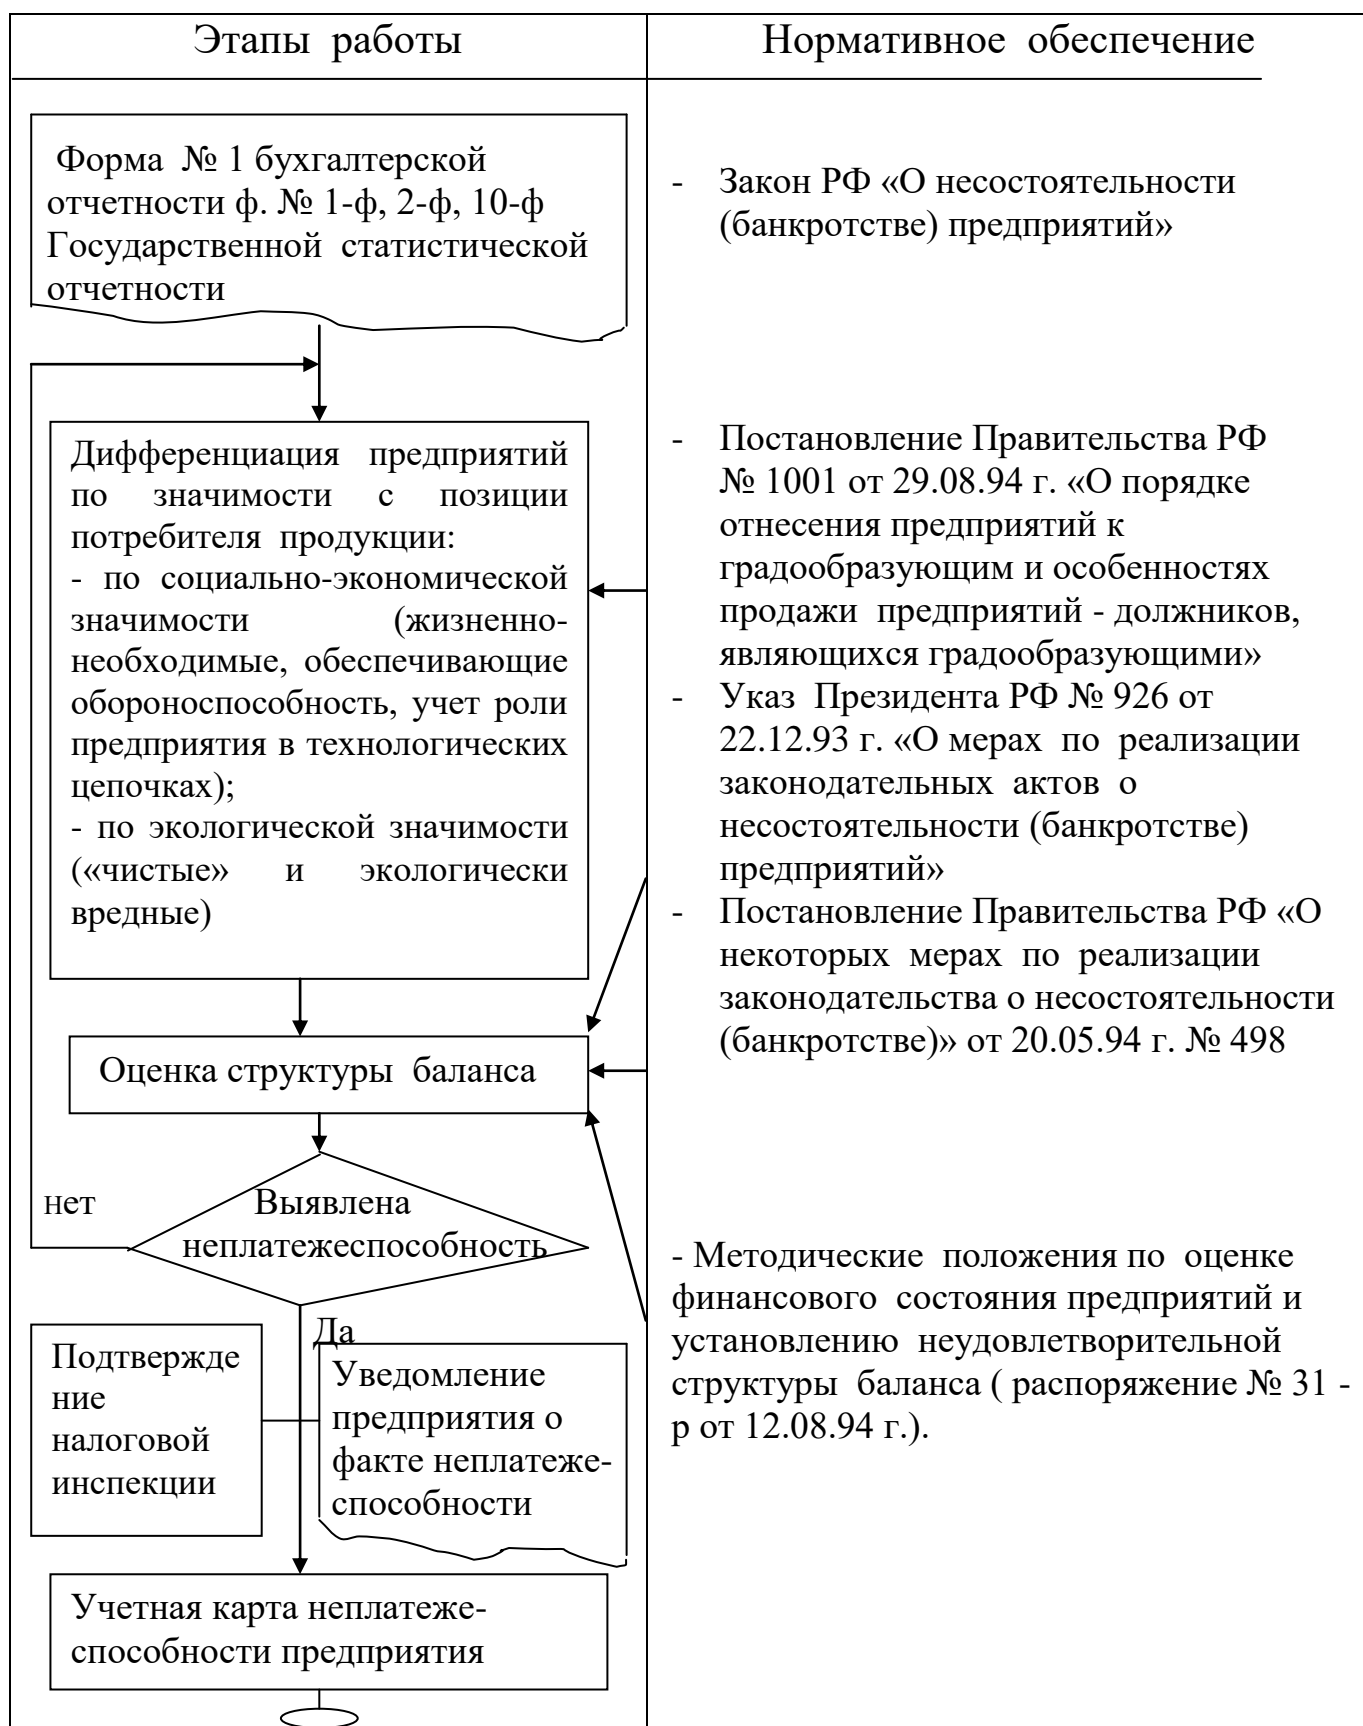 Этапы работы
Нормативное обеспечение
Форма № 1 бухгалтерской
отчетности ф. № 1-ф, 2-ф, 10-ф
Государственной статистической
отчетности
- Закон РФ «О несостоятельности
(банкротстве) предприятий»
Дифференциация предприятий
по значимости с позиции
потребителя продукции:
- по социально-экономической
значимости (жизненно-
необходимые, обеспечивающие
обороноспособность, учет роли
предприятия в технологических
цепочках);
- по экологической значимости
(«чистые» и экологически
вредные)
- Постановление Правительства РФ
№ 1001 от 29.08.94 г. «О порядке
отнесения предприятий к
градообразующим и особенностях
продажи предприятий - должников,
являющихся градообразующими»
- Указ Президента РФ № 926 от
22.12.93 г. «О мерах по реализации
законодательных актов о
несостоятельности (банкротстве)
предприятий»
- Постановление Правительства РФ «О
некоторых мерах по реализации
законодательства о несостоятельности
(банкротстве)» от 20.05.94 г. № 498
Оценка структуры баланса
нет
Выявлена
неплатежеспособность
- Методические положения по оценке
финансового состояния предприятий и
установлению неудовлетворительной
структуры баланса ( распоряжение № 31 -
р от 12.08.94 г.).
Да
Подтвержде
ние
налоговой
инспекции
Уведомление
предприятия о
факте неплатеже-
способности
Учетная карта неплатеже-
способности предприятия